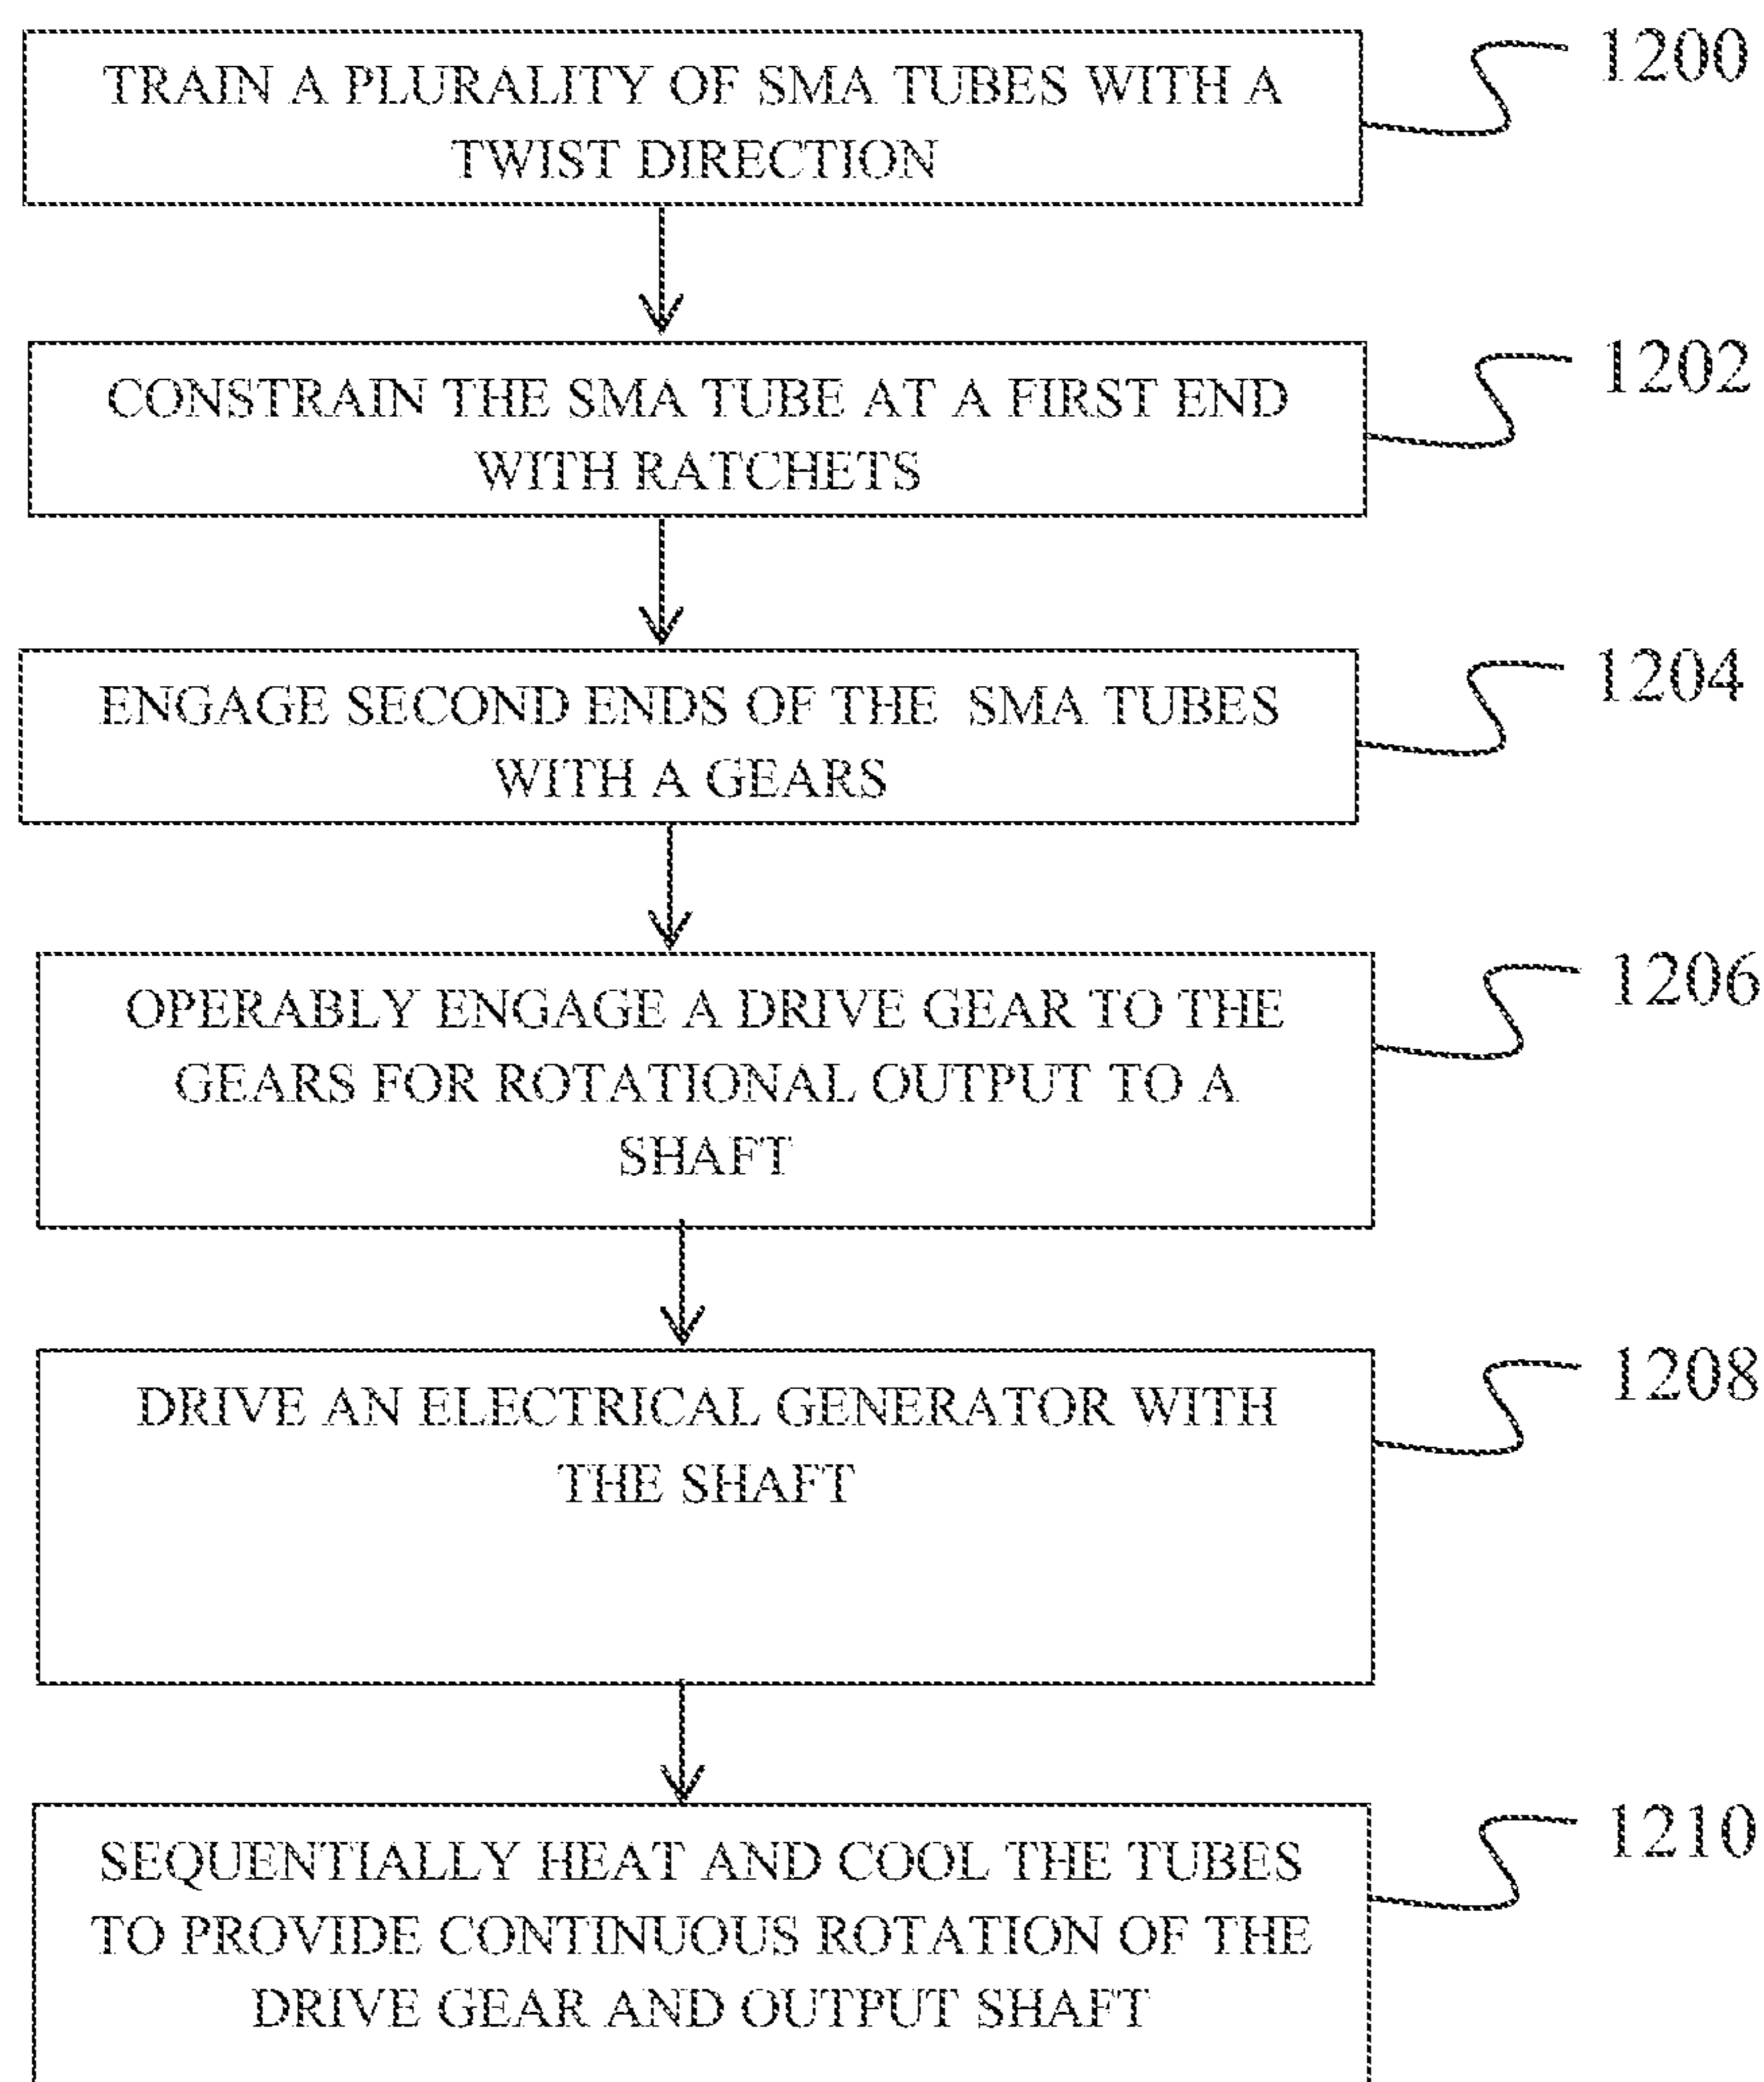 TRAIN A PLURALITY OF SMA TUBES WITH A
TWIST DIRECTION
1200
CONSTRAIN THE SMA TUBE AT A FIRST END
WITH RATCHETS
1202
ENGAGE SECOND ENDS OF THE SMA TUBES
WITH A GEARS
1204
OPERABLY ENGAGE A DRIVE GEAR TO THE
GEARS FOR ROTATIONAL OUTPUT TO A
SHAFT
1206
DRIVE AN ELECTRICAL GENERATOR WITH
THE SHAFT
1208
SEQUENTIALLY HEAT AND COOL THE TUBES
TO PROVIDE CONTINUOUS ROTATION OF THE
DRIVE GEAR AND OUTPUT SHAFT
1210